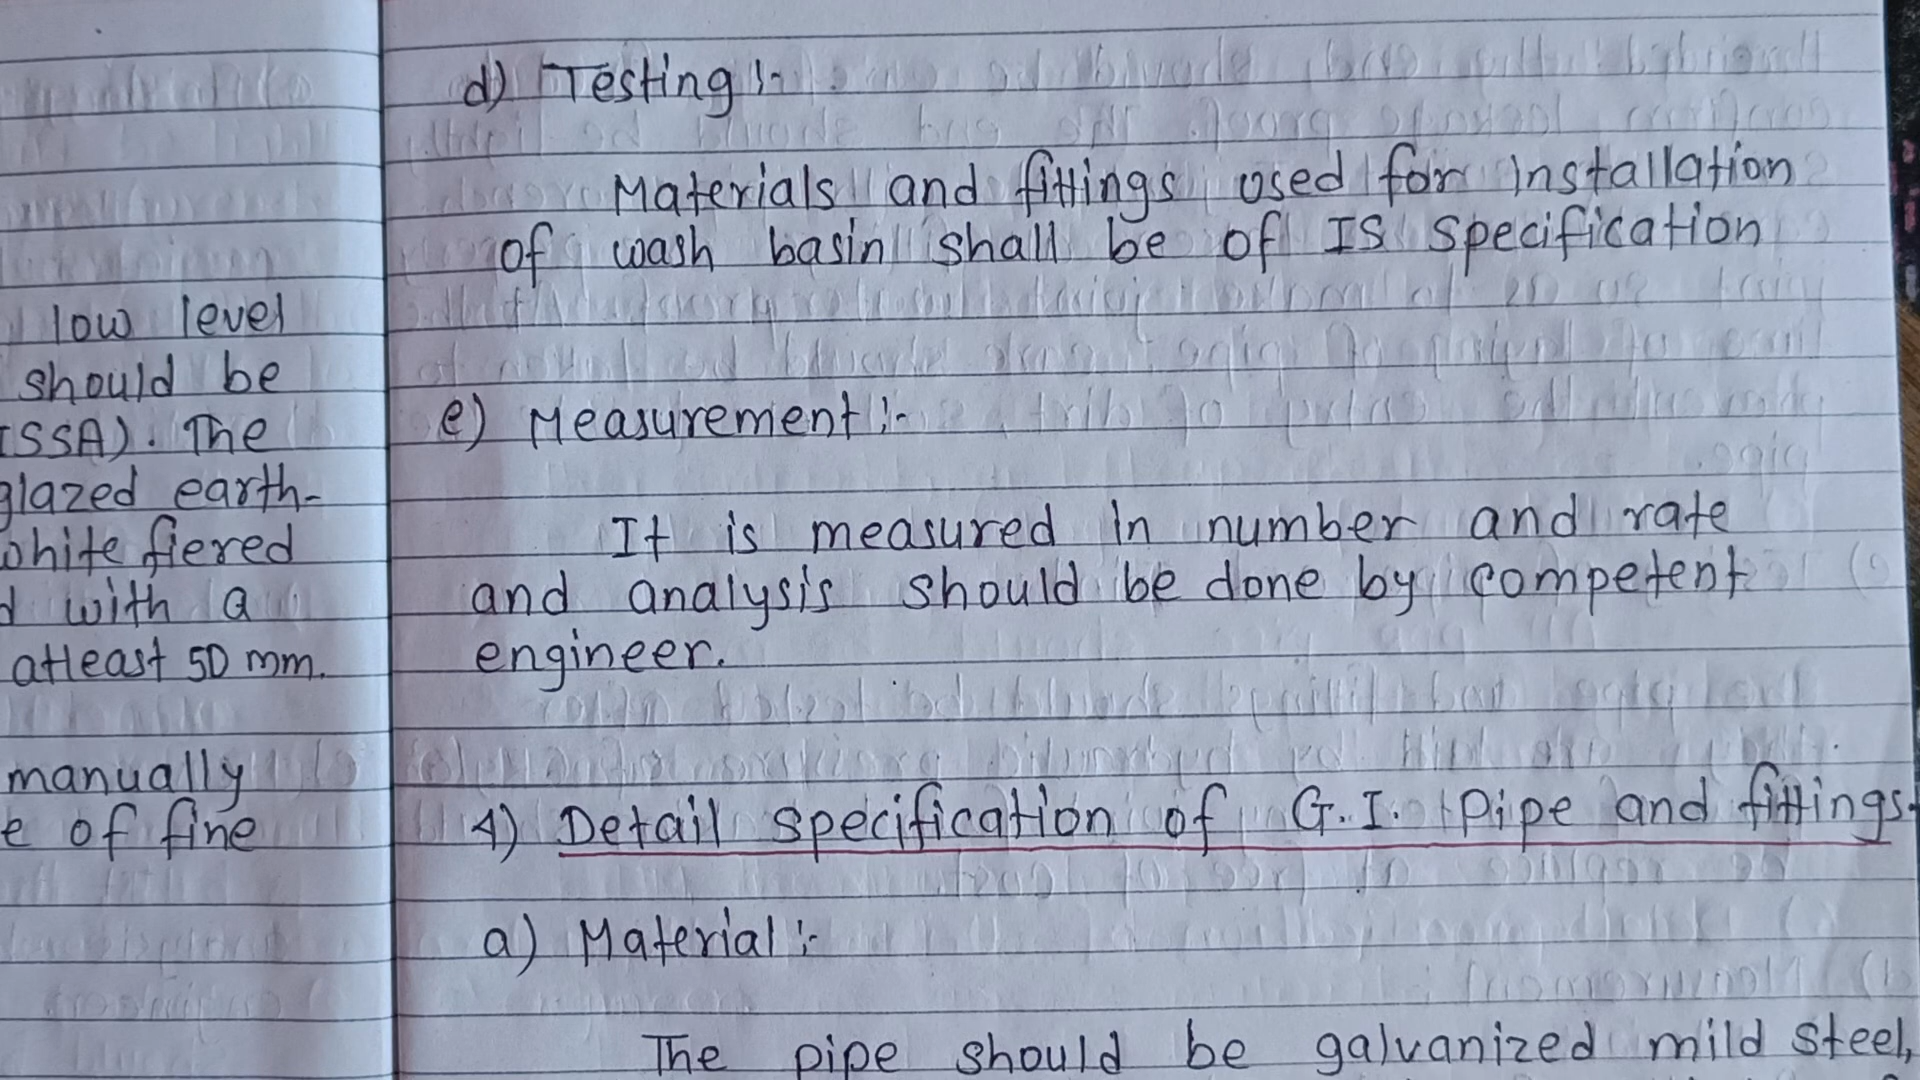 low level
should be
(ISSA). The
glazed earth-
white fiered
with a
atleast 50 mm.
manually
e of fine
d) Testing :-
Materials and fittings used for installation
of wash basin shall be of IS specification
e) Measurement :-
It is measured in number and rate
and analysis should be done by competent
engineer.
4) Detail specification of G.I. Pipe and fittings.
a) Material :-
The pipe should be galvanized mild steel,